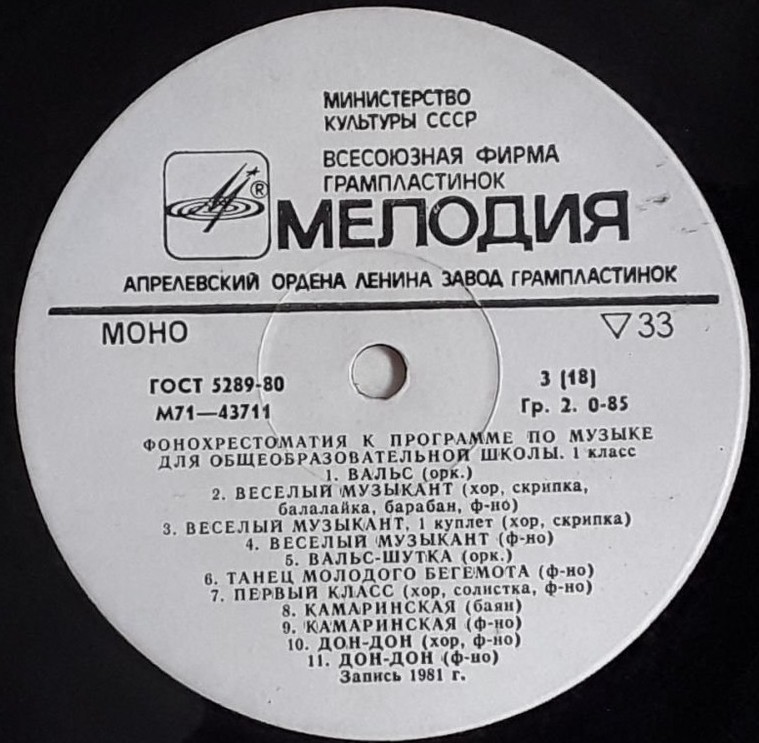 МИНИСТЕРСТВО
КУЛЬТУРЫ СССР
ВСЕСОЮЗНАЯ ФИРМА
ГРАМПЛАСТИНОК
®
МЕЛОДИЯ
АПРЕЛЕВСКИЙ ОРДЕНА ЛЕНИНА ЗАВОД ГРАМПЛАСТИНОК
МОНО ▽33
ГОСТ 5289-80 3 (18)
М71—43711 Гр. 2. 0-85
ФОНОХРЕСТОМАТИЯ К ПРОГРАММЕ ПО МУЗЫКЕ
ДЛЯ ОБЩЕОБРАЗОВАТЕЛЬНОЙ ШКОЛЫ. 1 класс
1. ВАЛЬС (орк.)
2. ВЕСЕЛЫЙ МУЗЫКАНТ (хор, скрипка,
балалайка, барабан, ф-но)
3. ВЕСЕЛЫЙ МУЗЫКАНТ, 1 куплет (хор, скрипка)
4. ВЕСЕЛЫЙ МУЗЫКАНТ (ф-но)
5. ВАЛЬС-ШУТКА (орк.)
6. ТАНЕЦ МОЛОДОГО БЕГЕМОТА (ф-но)
7. ПЕРВЫЙ КЛАСС (хор, солистка, ф-но)
8. КАМАРИНСКАЯ (баян)
9. КАМАРИНСКАЯ (ф-но)
10. ДОН-ДОН (хор, ф-но)
11. ДОН-ДОН (ф-но)
Запись 1981 г.